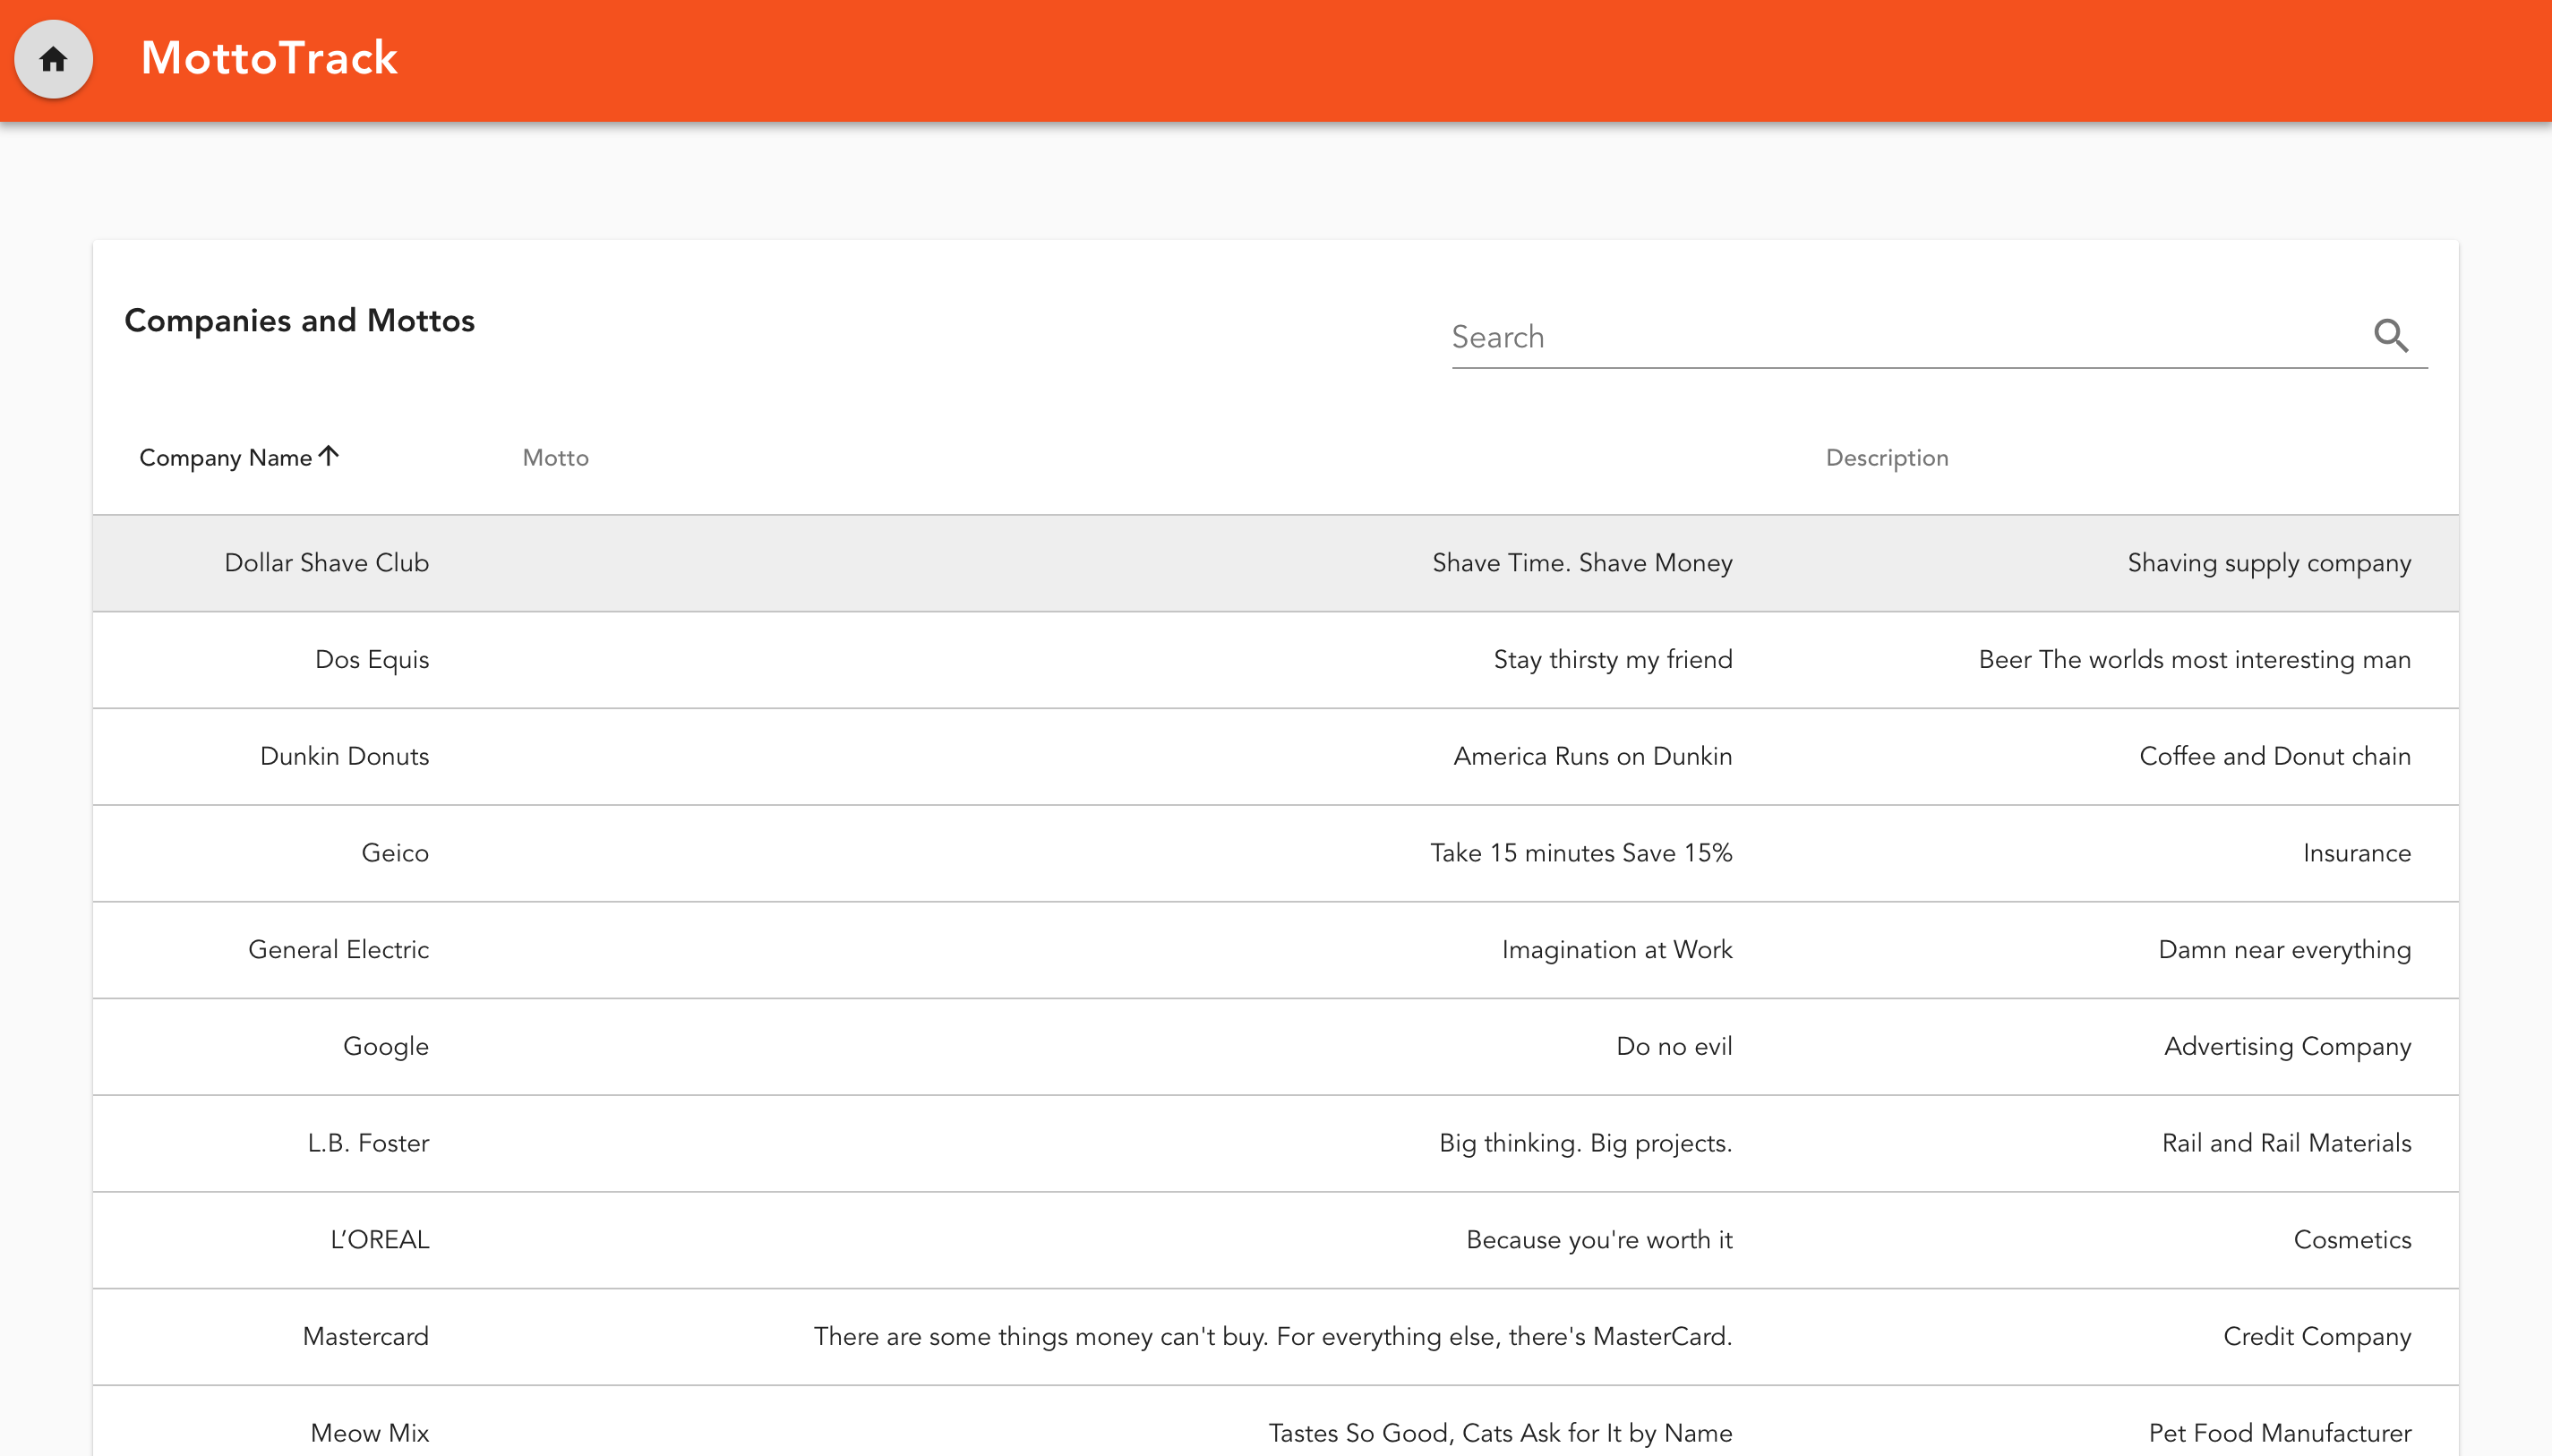 MottoTrack
Companies and Mottos
Search
Company Name Motto Description
Dollar Shave Club Shave Time. Shave Money Shaving supply company
Dos Equis Stay thirsty my friend Beer The worlds most interesting man
Dunkin Donuts America Runs on Dunkin Coffee and Donut chain
Geico Take 15 minutes Save 15% Insurance
General Electric Imagination at Work Damn near everything
Google Do no evil Advertising Company
L.B. Foster Big thinking. Big projects. Rail and Rail Materials
L’OREAL Because you're worth it Cosmetics
Mastercard There are some things money can't buy. For everything else, there's MasterCard. Credit Company
Meow Mix Tastes So Good, Cats Ask for It by Name Pet Food Manufacturer